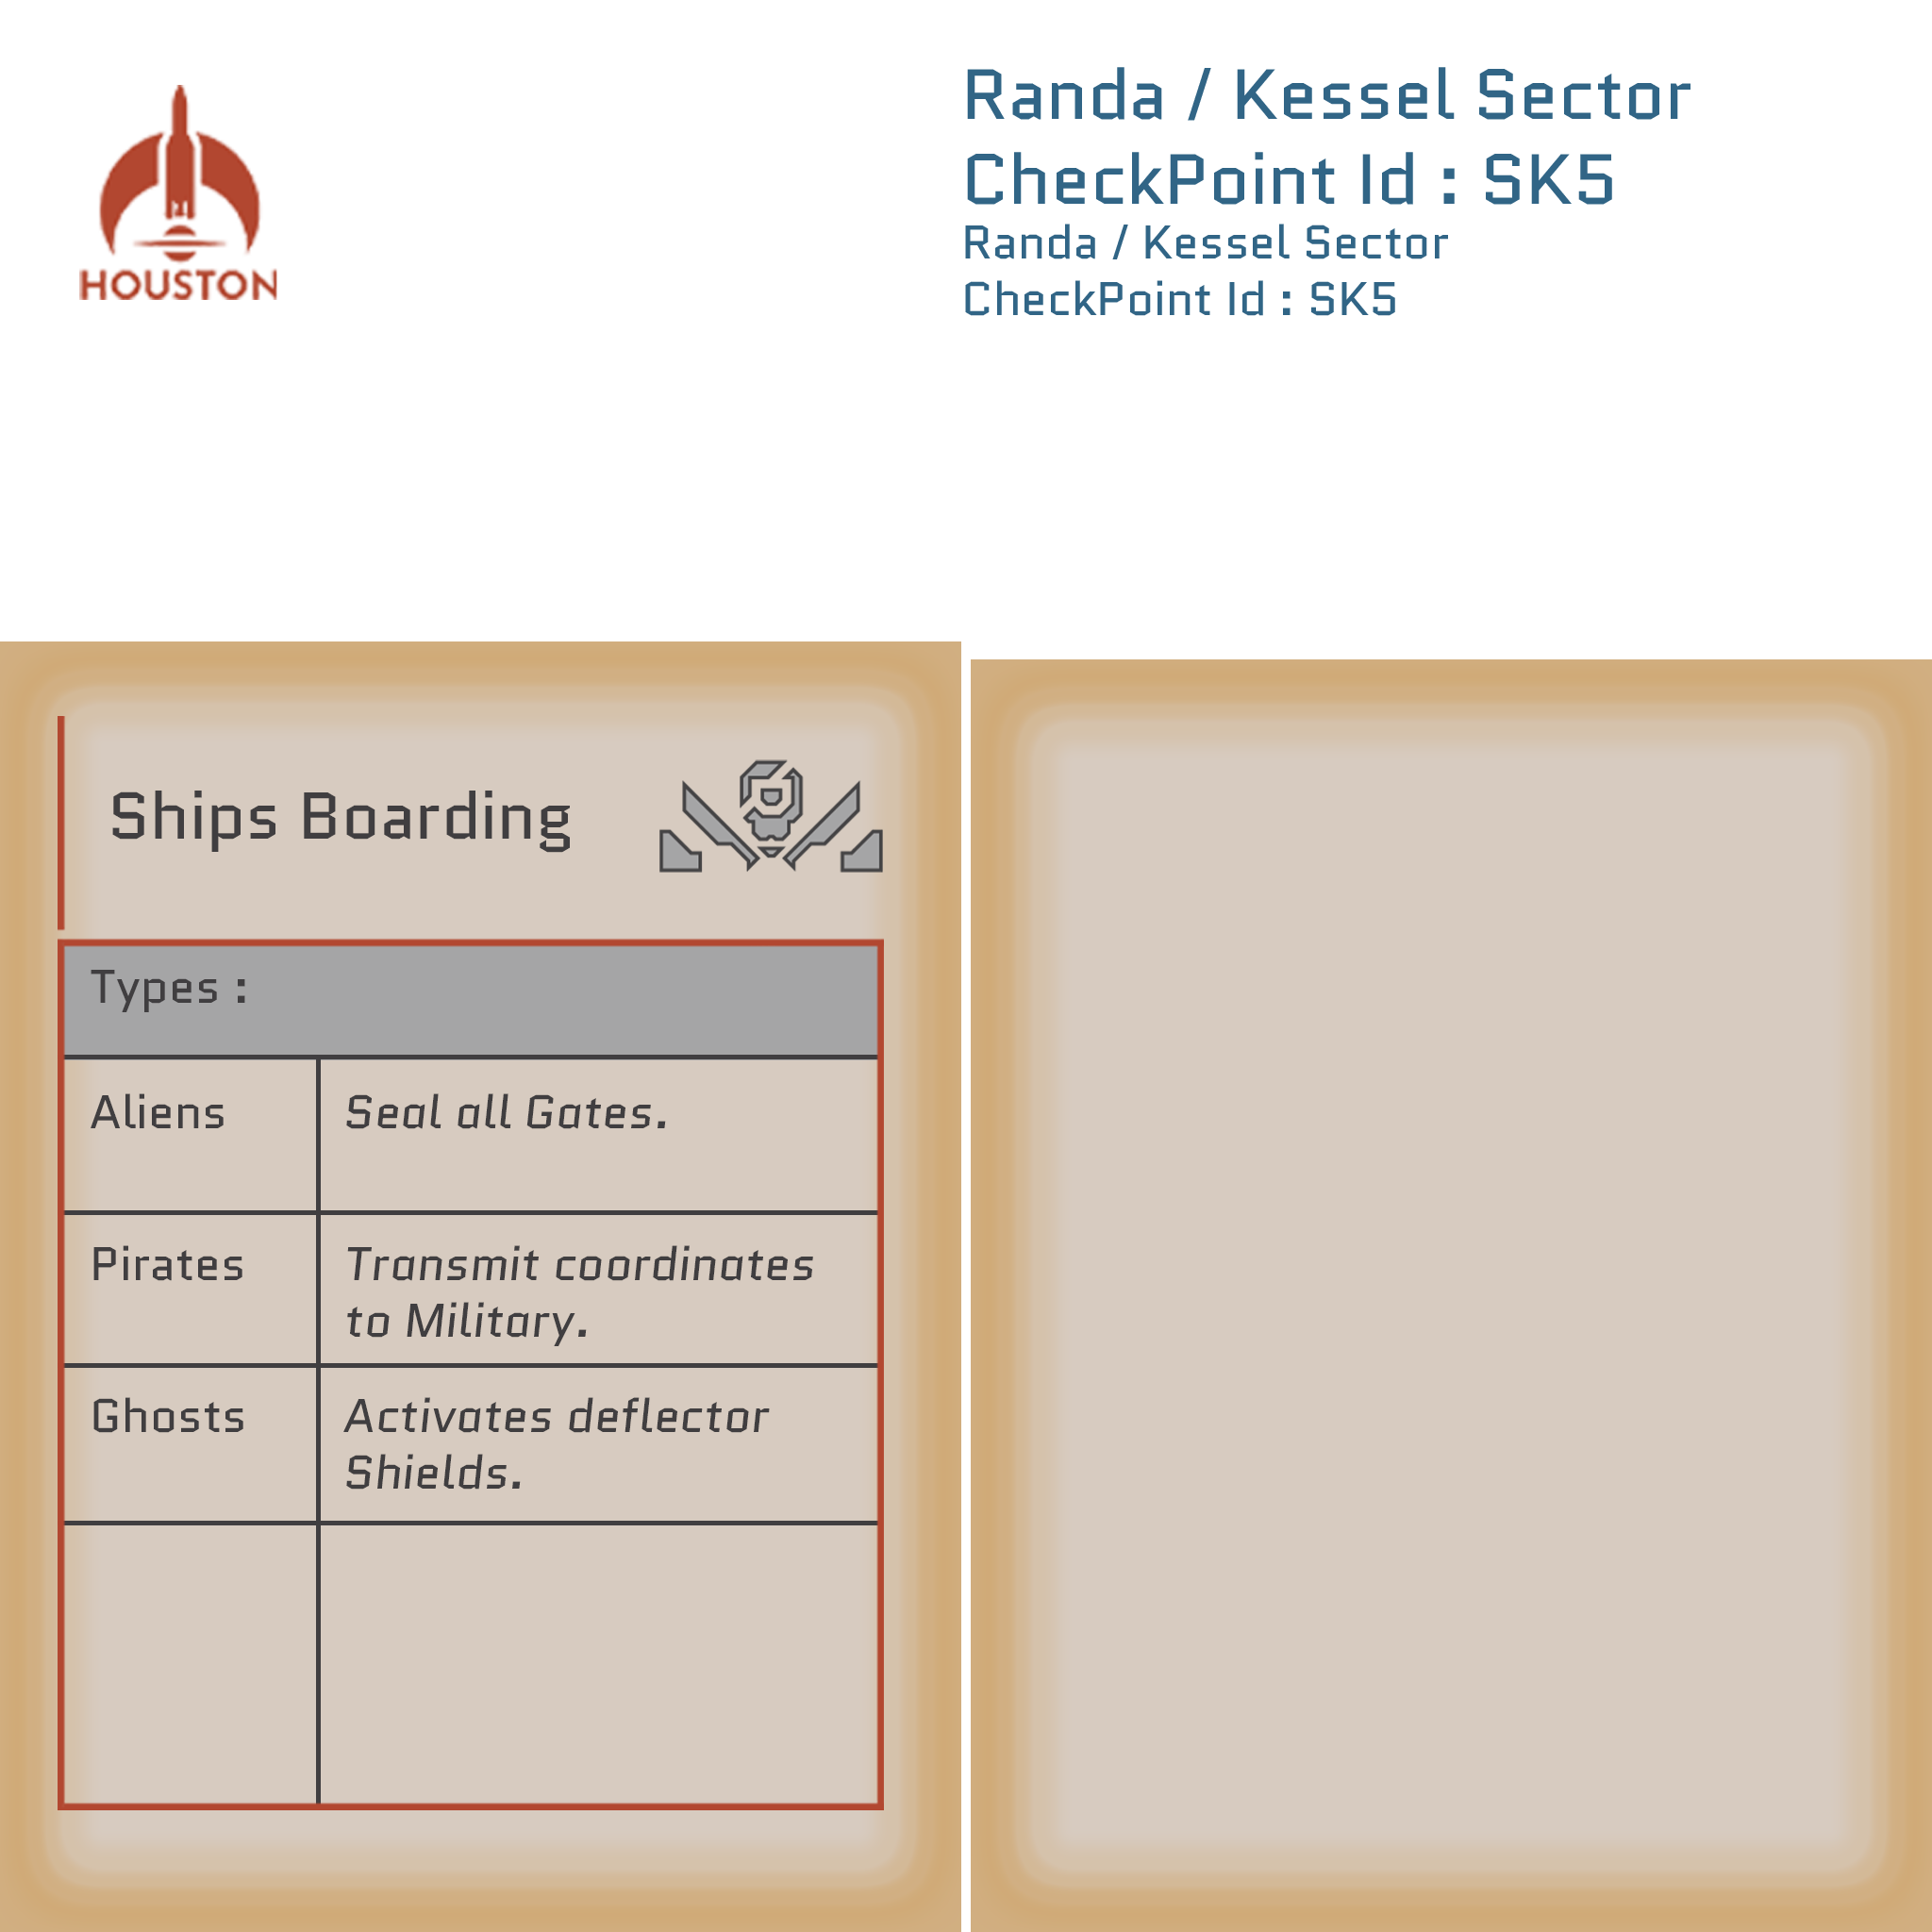 HOUSTON
Randa / Kessel Sector
CheckPoint Id : SK5
Randa / Kessel Sector
CheckPoint Id : SK5
Ships Boarding
Types :
Aliens
Seal all Gates.
Pirates
Transmit coordinates
to Military.
Ghosts
Activates deflector
Shields.